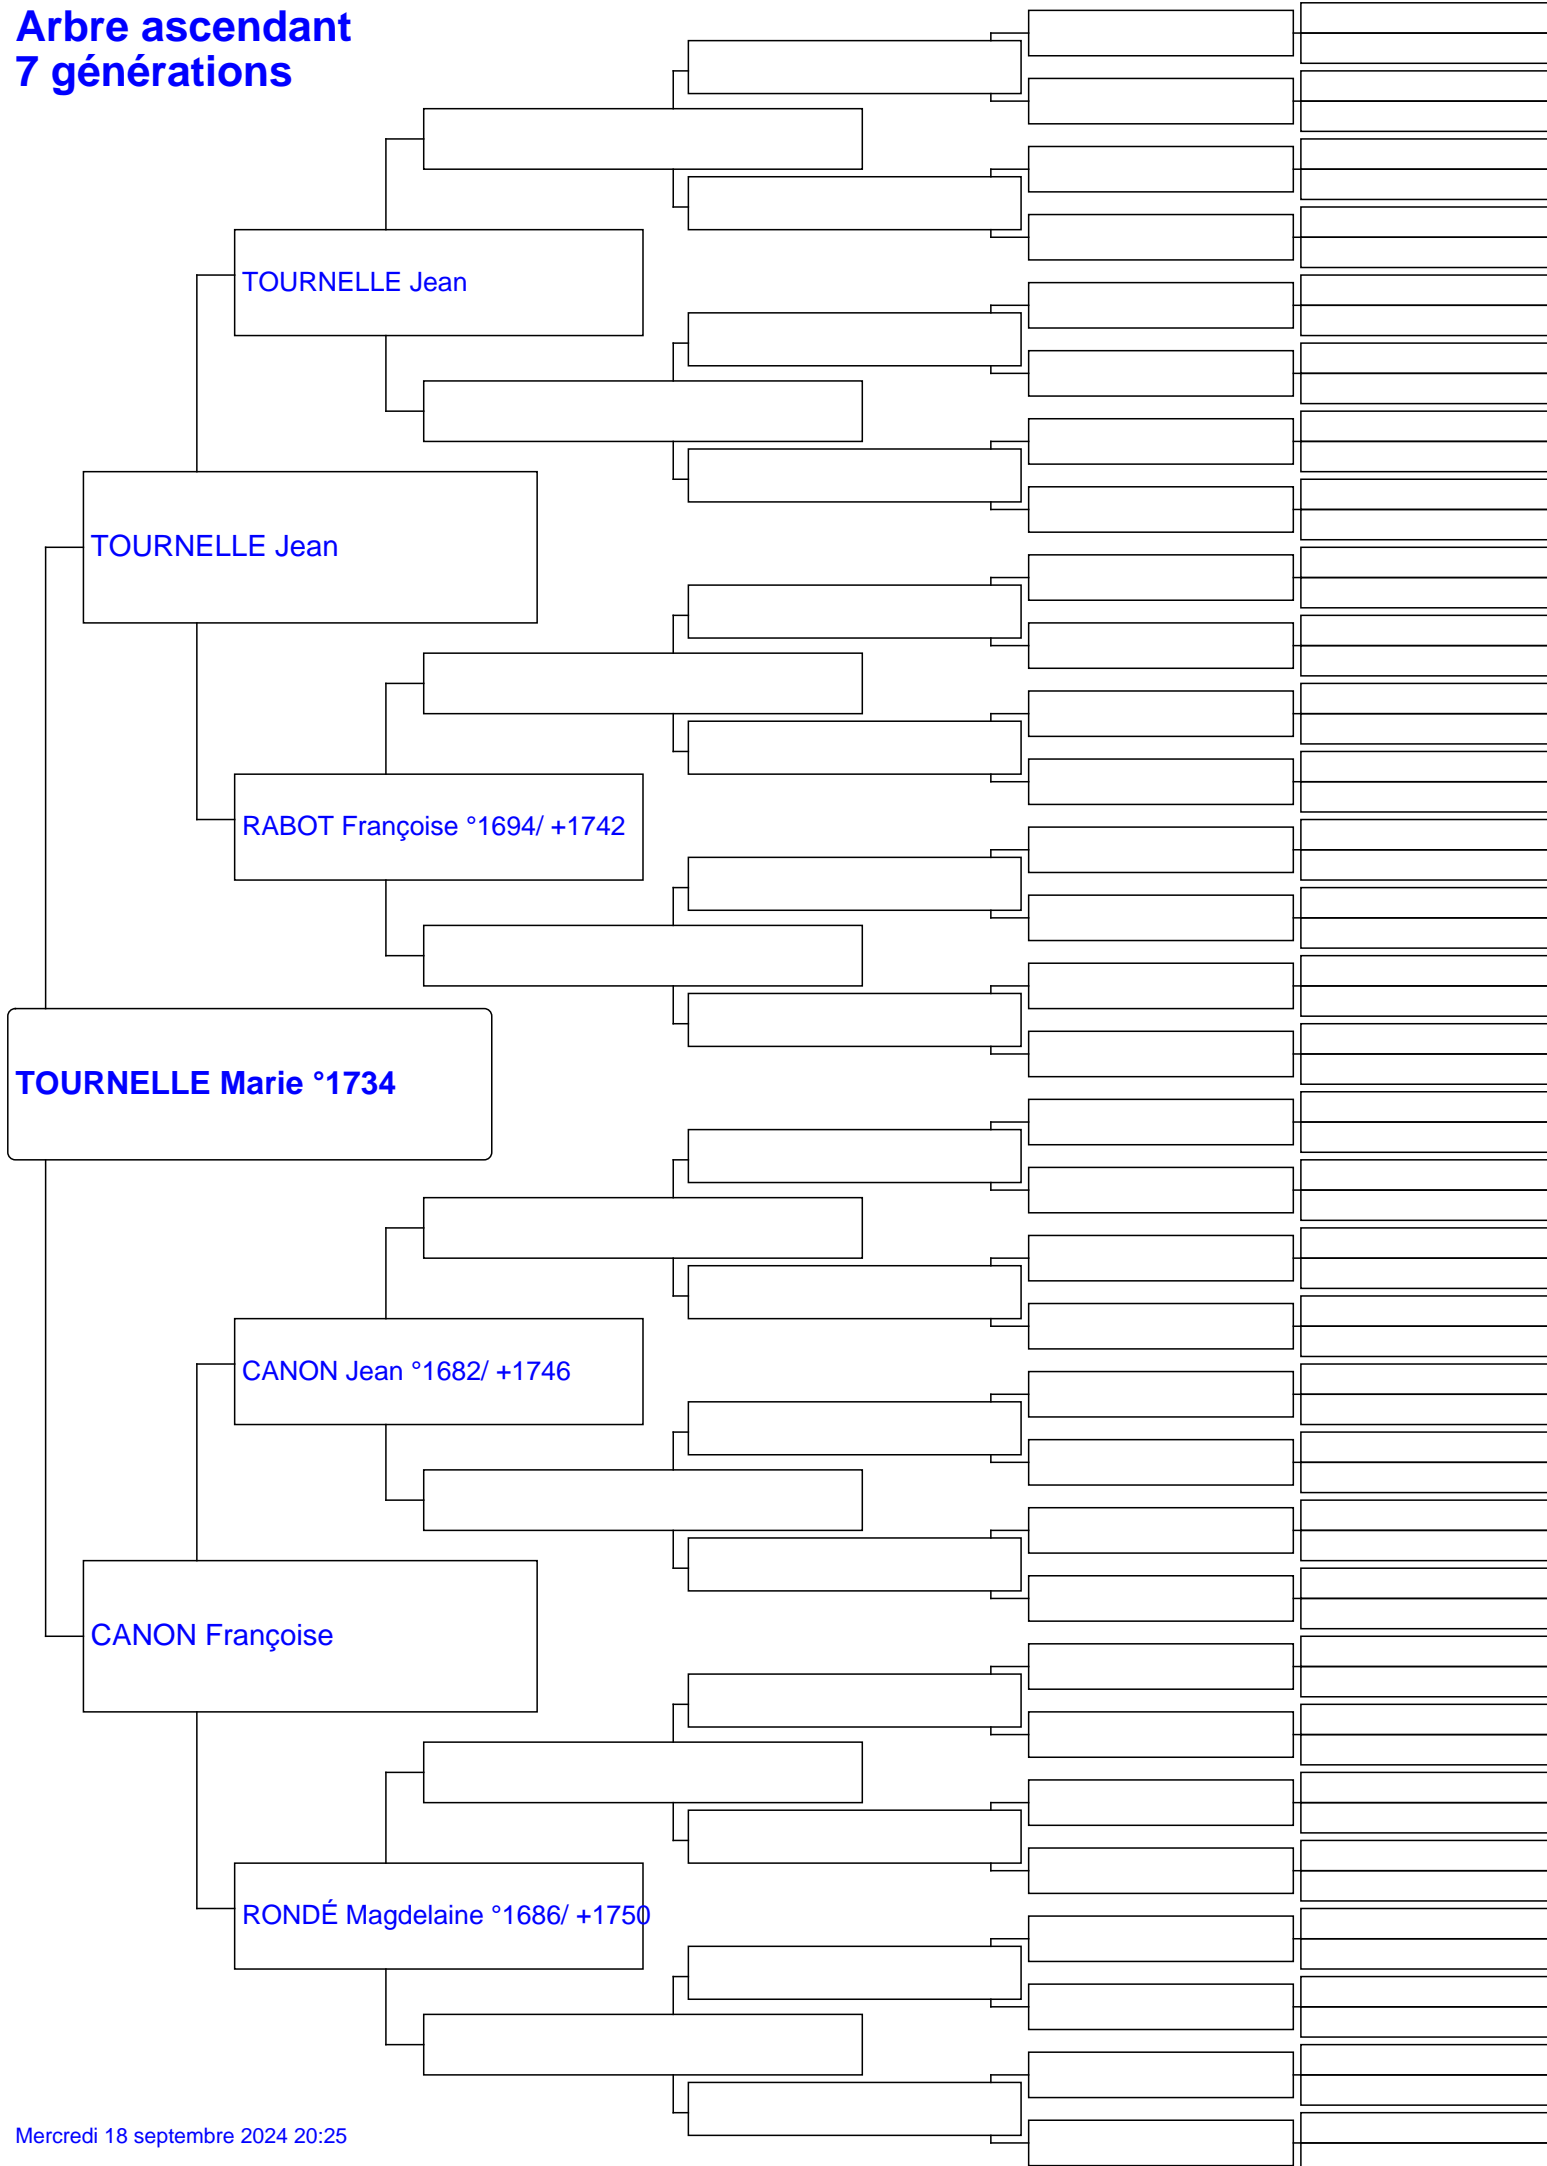 Arbre ascendant
7 générations
TOURNELLE Jean
TOURNELLE Jean
RABOT Françoise °1694/ +1742
TOURNELLE Marie °1734
CANON Jean °1682/ +1746
CANON Françoise
RONDÉ Magdelaine °1686/ +1750
Mercredi 18 septembre 2024 20:25